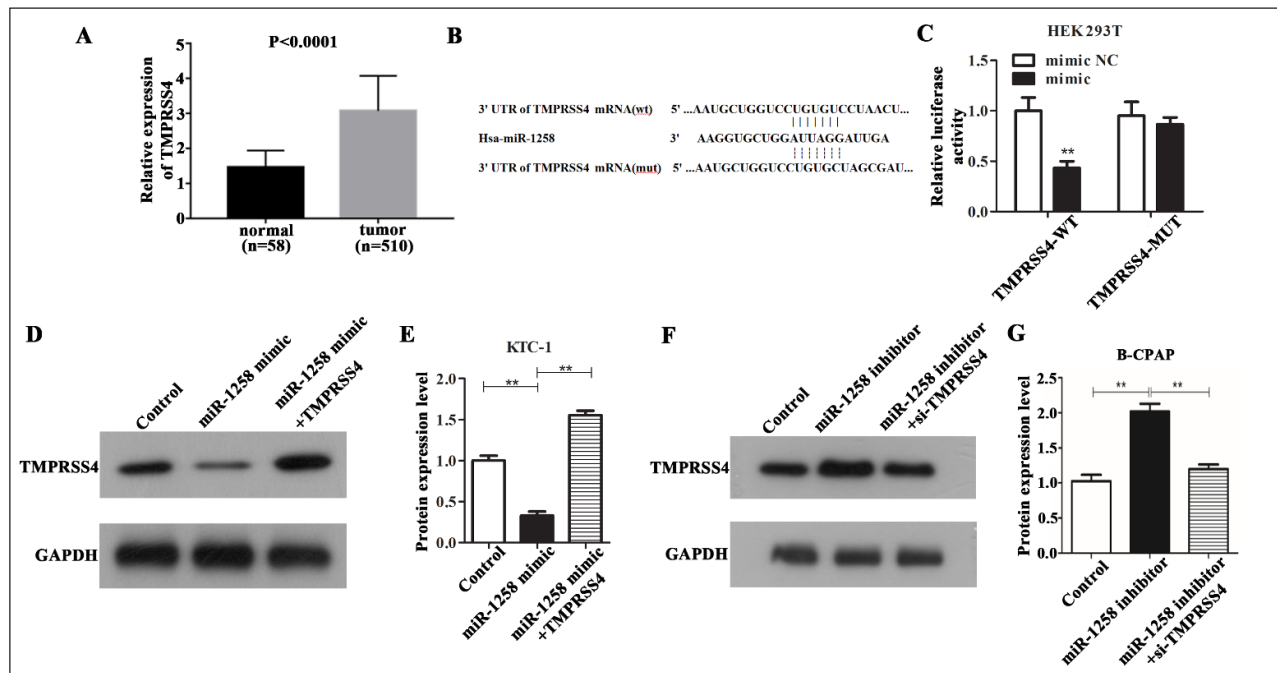 A
P<0.0001
Relative expression
of TMPRSS4
5
4
3
2
1
0
normal
(n=58)
tumor
(n=510)
B
3' UTR of TMPRSS4 mRNA(wt) 5' ...AAUGCUGGUCCUGUGUCCUAACU...
Hsa-miR-1258 3' AAGGUGCUGGAUUAGGAUUGA
3' UTR of TMPRSS4 mRNA(mut) 5' ...AAUGCUGGUCCUGUGCUAGCGAU...
C
HEK293T
mimic NC
mimic
Relative luciferase
activity
1.5
1.0
0.5
0.0
**
TMPRSS4-WT
TMPRSS4-MUT
D
Control
miR-1258 mimic
miR-1258 mimic
+TMPRSS4
TMPRSS4
GAPDH
E
KTC-1
Protein expression level
2.0
1.5
1.0
0.5
0.0
**
**
Control
miR-1258 mimic
miR-1258 mimic
+TMPRSS4
F
Control
miR-1258 inhibitor
miR-1258 inhibitor
+si-TMPRSS4
TMPRSS4
GAPDH
G
B-CPAP
Protein expression level
2.5
2.0
1.5
1.0
0.5
0.0
**
**
Control
miR-1258 inhibitor
miR-1258 inhibitor
+si-TMPRSS4